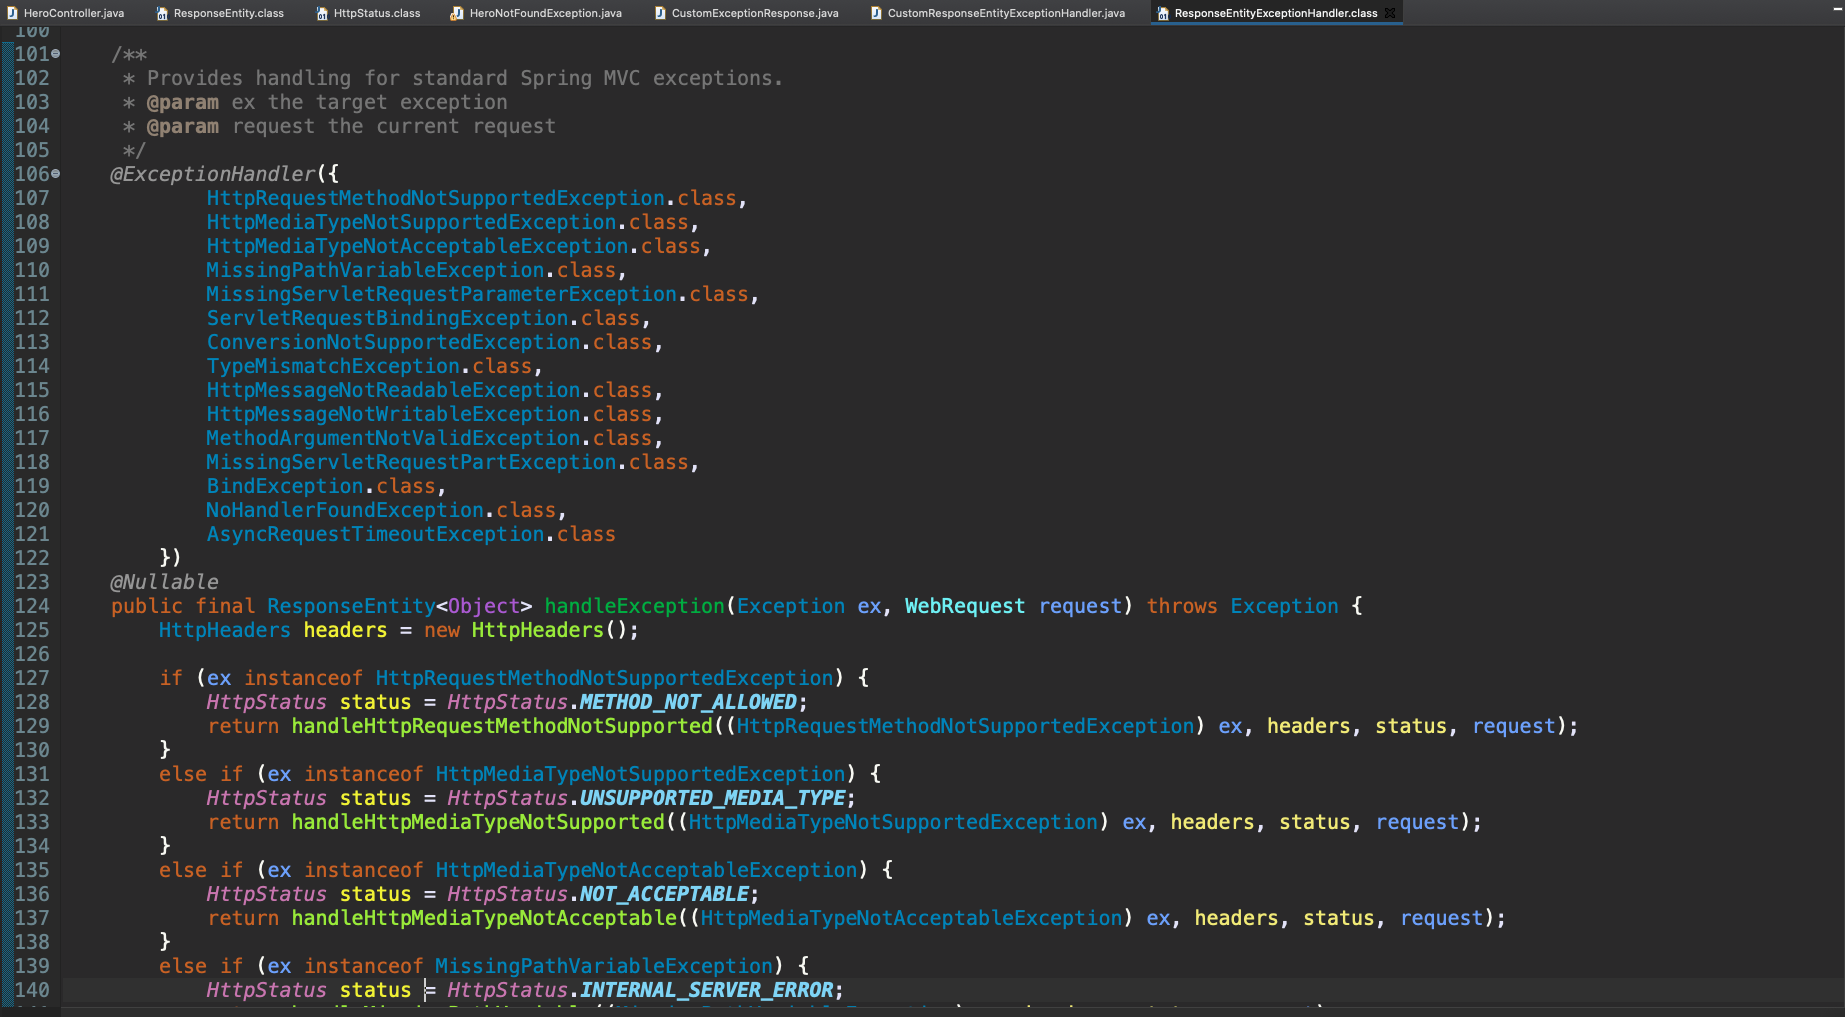 HeroController.java ResponseEntity.class HttpStatus.class HeroNotFoundException.java CustomExceptionResponse.java CustomResponseEntityExceptionHandler.java ResponseEntityExceptionHandler.class
100
101 /**
102 * Provides handling for standard Spring MVC exceptions.
103 * @param ex the target exception
104 * @param request the current request
105 */
106 @ExceptionHandler({
107 HttpRequestMethodNotSupportedException.class,
108 HttpMediaTypeNotSupportedException.class,
109 HttpMediaTypeNotAcceptableException.class,
110 MissingPathVariableException.class,
111 MissingServletRequestParameterException.class,
112 ServletRequestBindingException.class,
113 ConversionNotSupportedException.class,
114 TypeMismatchException.class,
115 HttpMessageNotReadableException.class,
116 HttpMessageNotWritableException.class,
117 MethodArgumentNotValidException.class,
118 MissingServletRequestPartException.class,
119 BindException.class,
120 NoHandlerFoundException.class,
121 AsyncRequestTimeoutException.class
122 })
123 @Nullable
124 public final ResponseEntity<Object> handleException(Exception ex, WebRequest request) throws Exception {
125 HttpHeaders headers = new HttpHeaders();
126
127 if (ex instanceof HttpRequestMethodNotSupportedException) {
128 HttpStatus status = HttpStatus.METHOD_NOT_ALLOWED;
129 return handleHttpRequestMethodNotSupported((HttpRequestMethodNotSupportedException) ex, headers, status, request);
130 }
131 else if (ex instanceof HttpMediaTypeNotSupportedException) {
132 HttpStatus status = HttpStatus.UNSUPPORTED_MEDIA_TYPE;
133 return handleHttpMediaTypeNotSupported((HttpMediaTypeNotSupportedException) ex, headers, status, request);
134 }
135 else if (ex instanceof HttpMediaTypeNotAcceptableException) {
136 HttpStatus status = HttpStatus.NOT_ACCEPTABLE;
137 return handleHttpMediaTypeNotAcceptable((HttpMediaTypeNotAcceptableException) ex, headers, status, request);
138 }
139 else if (ex instanceof MissingPathVariableException) {
140 HttpStatus status = HttpStatus.INTERNAL_SERVER_ERROR;